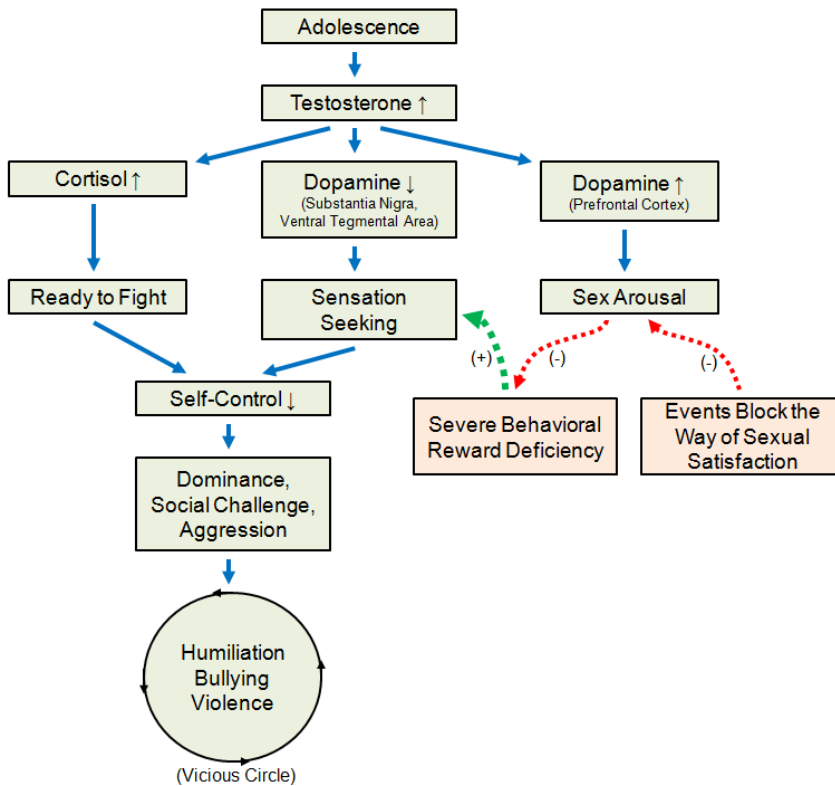 Adolescence
Testosterone ↑
Cortisol ↑
Dopamine ↓
(Substantia Nigra,
Ventral Tegmental Area)
Dopamine ↑
(Prefrontal Cortex)
Ready to Fight
Sensation
Seeking
Sex Arousal
(+)
(-)
(-)
Self-Control ↓
Severe Behavioral
Reward Deficiency
Events Block the
Way of Sexual
Satisfaction
Dominance,
Social Challenge,
Aggression
Humiliation
Bullying
Violence
(Vicious Circle)